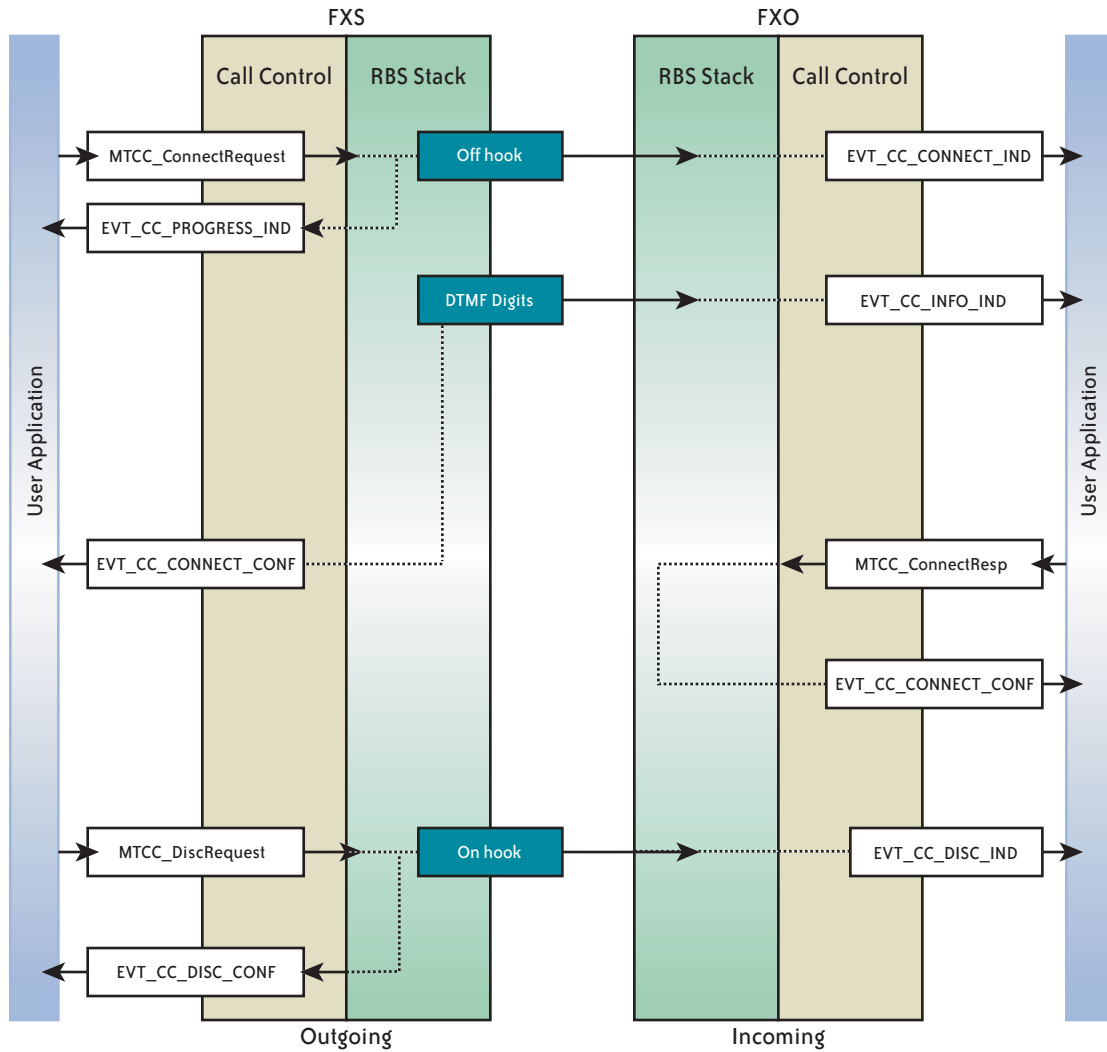 FXS
FXO
Call Control
RBS Stack
RBS Stack
Call Control
MTCC_ConnectRequest
Off hook
EVT_CC_CONNECT_IND
EVT_CC_PROGRESS_IND
DTMF Digits
EVT_CC_INFO_IND
User Application
User Application
EVT_CC_CONNECT_CONF
MTCC_ConnectResp
EVT_CC_CONNECT_CONF
MTCC_DiscRequest
On hook
EVT_CC_DISC_IND
EVT_CC_DISC_CONF
Outgoing
Incoming